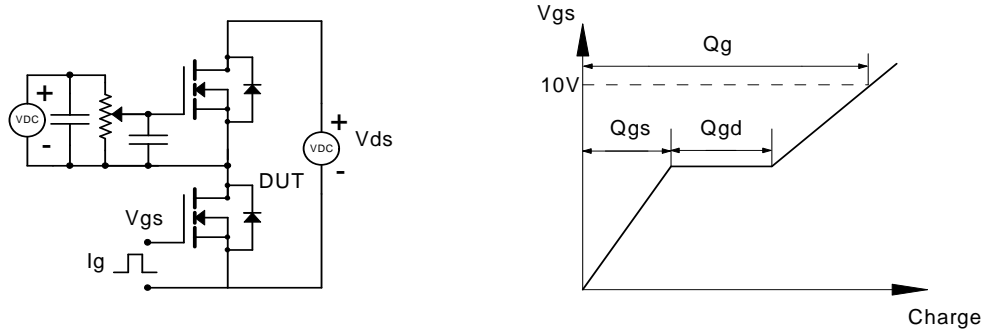 Vgs
Qg
10V
Qgs
Qgd
Charge
+
VDC
-
+
VDC
-
Vds
DUT
Vgs
Ig